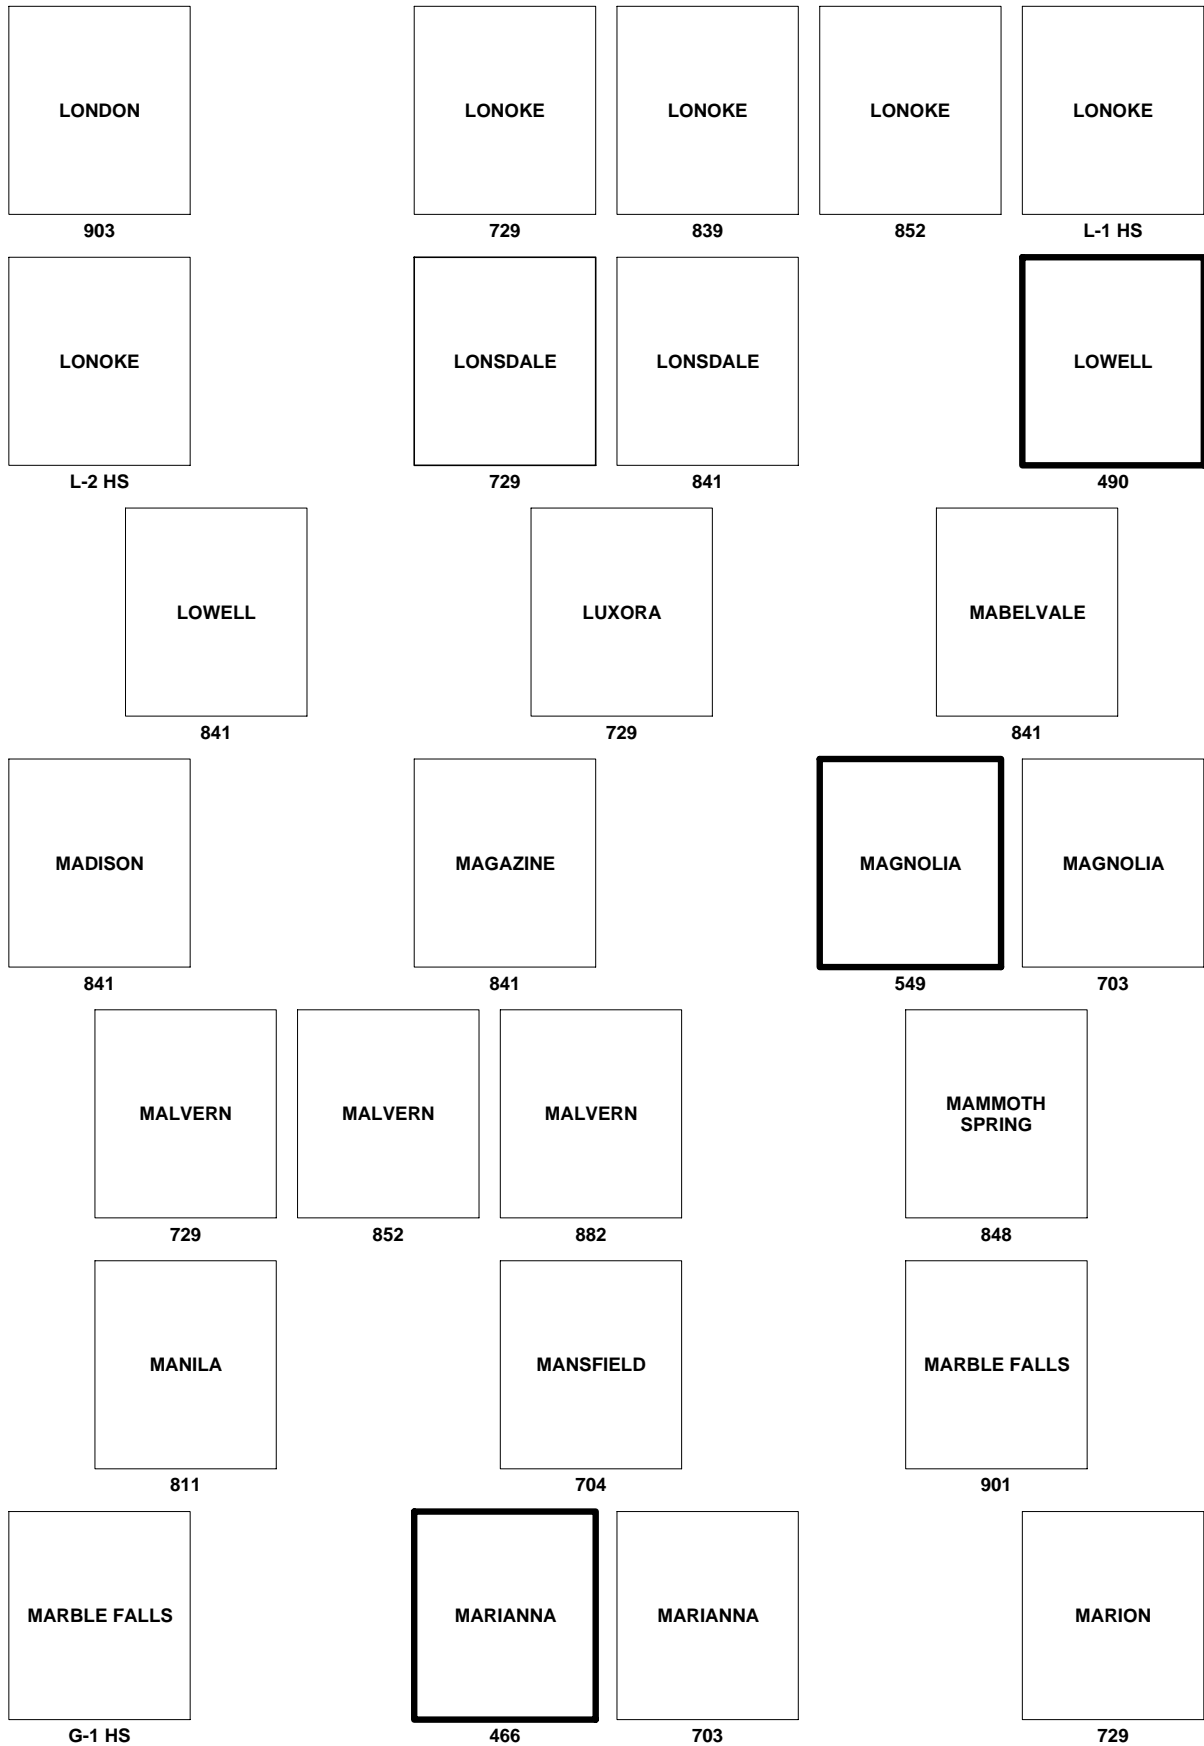 LONDON
LONOKE
LONOKE
LONOKE
LONOKE
903
729
839
852
L-1 HS
LONOKE
LONSDALE
LONSDALE
LOWELL
L-2 HS
729
841
490
LOWELL
LUXORA
MABELVALE
841
729
841
MADISON
MAGAZINE
MAGNOLIA
MAGNOLIA
841
841
549
703
MALVERN
MALVERN
MALVERN
MAMMOTH
SPRING
729
852
882
848
MANILA
MANSFIELD
MARBLE FALLS
811
704
901
MARBLE FALLS
MARIANNA
MARIANNA
MARION
G-1 HS
466
703
729